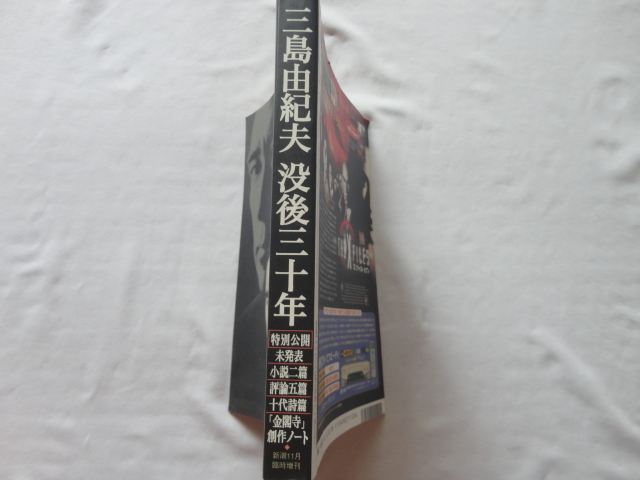 三島由紀夫 没後三十年
特別公開
未発表
小説二篇
評論五篇
十代詩篇
「金閣寺」
創作ノート
新潮11月
臨時増刊